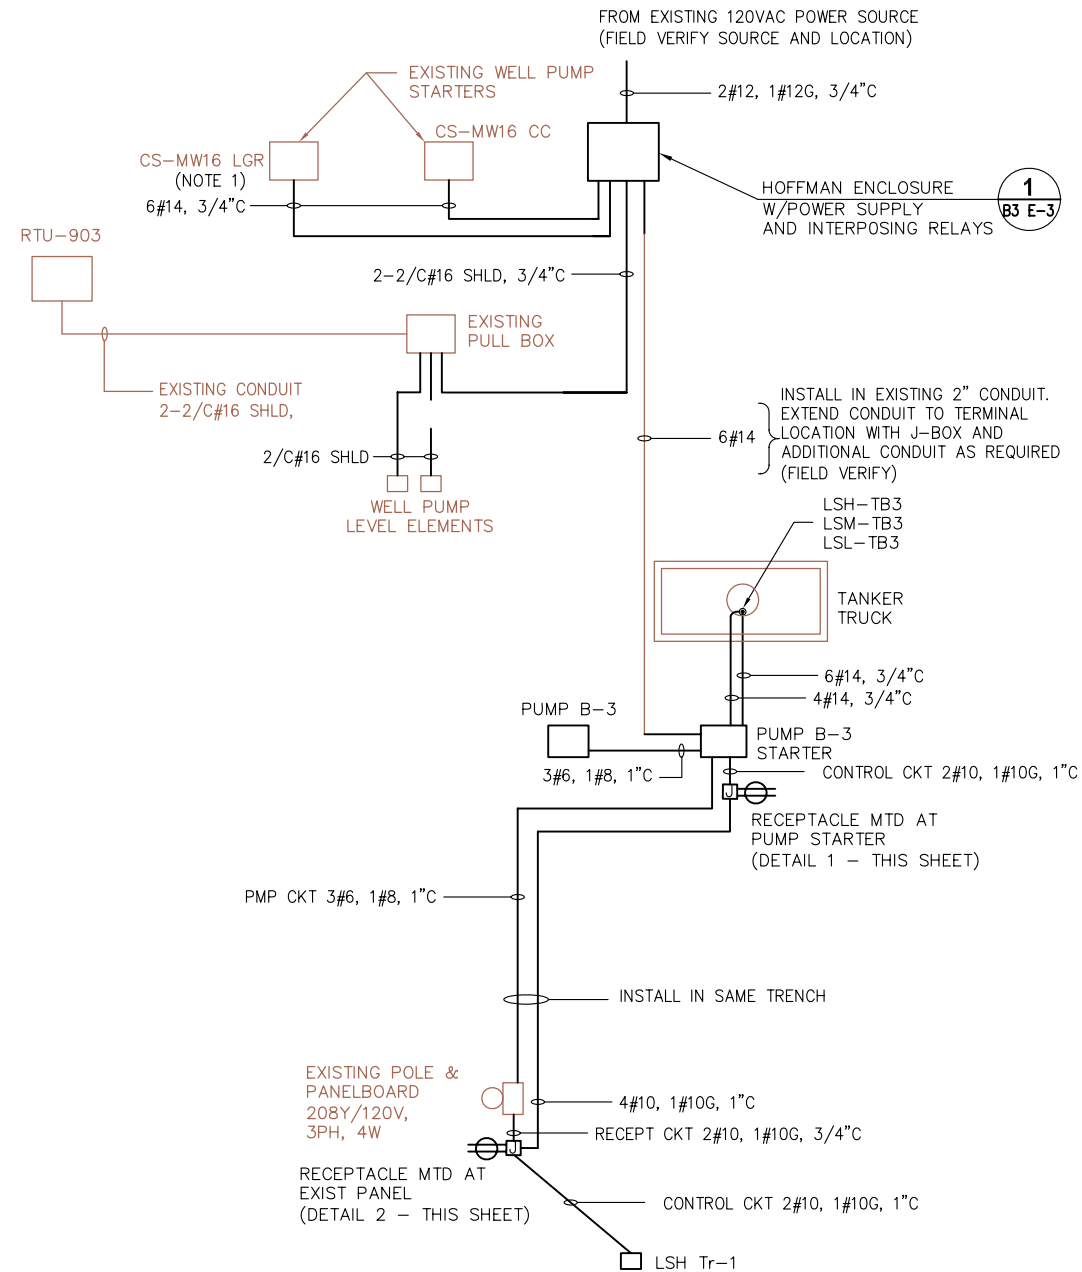 FROM EXISTING 120VAC POWER SOURCE
(FIELD VERIFY SOURCE AND LOCATION)
EXISTING WELL PUMP
STARTERS
2#12, 1#12G, 3/4"C
CS-MW16 CC
CS-MW16 LGR
(NOTE 1)
6#14, 3/4"C
HOFFMAN ENCLOSURE
W/POWER SUPPLY
AND INTERPOSING RELAYS
1
B3 E-3
RTU-903
2-2/C#16 SHLD, 3/4"C
EXISTING
PULL BOX
EXISTING CONDUIT
2-2/C#16 SHLD,
INSTALL IN EXISTING 2" CONDUIT.
EXTEND CONDUIT TO TERMINAL
LOCATION WITH J-BOX AND
ADDITIONAL CONDUIT AS REQUIRED
(FIELD VERIFY)
6#14
2/C#16 SHLD
WELL PUMP
LEVEL ELEMENTS
LSH-TB3
LSM-TB3
LSL-TB3
TANKER
TRUCK
6#14, 3/4"C
4#14, 3/4"C
PUMP B-3
PUMP B-3
STARTER
3#6, 1#8, 1"C
CONTROL CKT 2#10, 1#10G, 1"C
J
RECEPTACLE MTD AT
PUMP STARTER
(DETAIL 1 - THIS SHEET)
PMP CKT 3#6, 1#8, 1"C
INSTALL IN SAME TRENCH
EXISTING POLE &
PANELBOARD
208Y/120V,
3PH, 4W
4#10, 1#10G, 1"C
RECEPT CKT 2#10, 1#10G, 3/4"C
J
RECEPTACLE MTD AT
EXIST PANEL
(DETAIL 2 - THIS SHEET)
CONTROL CKT 2#10, 1#10G, 1"C
LSH Tr-1